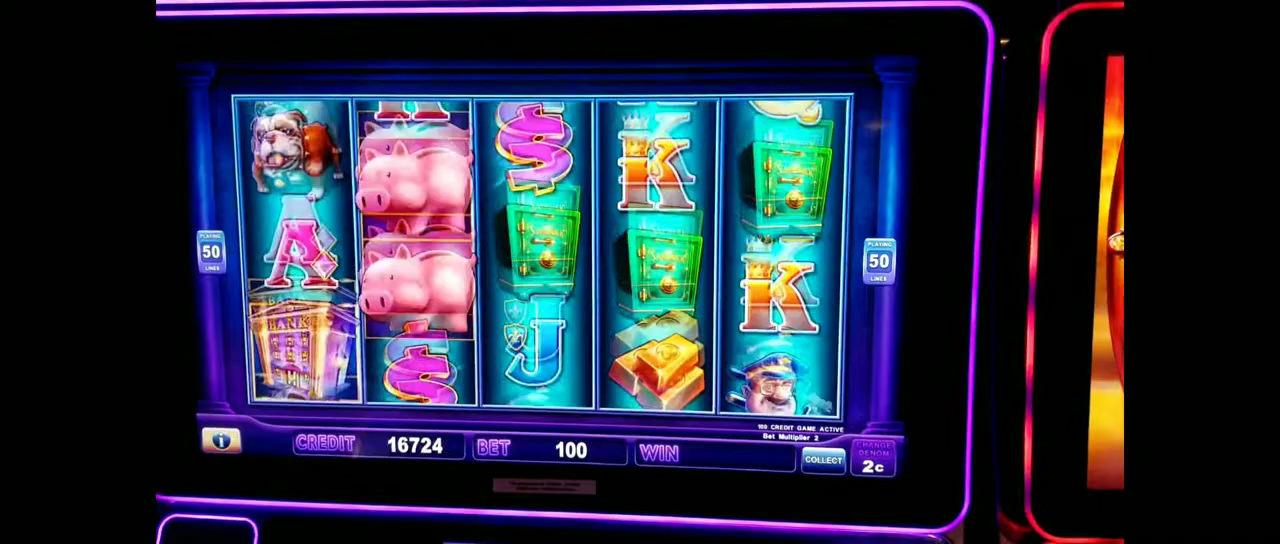 K
A
BANK
$
$
J
K
K
PLAYING
50
LINES
PLAYING
50
LINES
100 CREDIT GAME ACTIVE
Bet Multiplier 2
i
CREDIT 16724 BET 100 WIN
COLLECT
CHANGE
DENOM
2¢